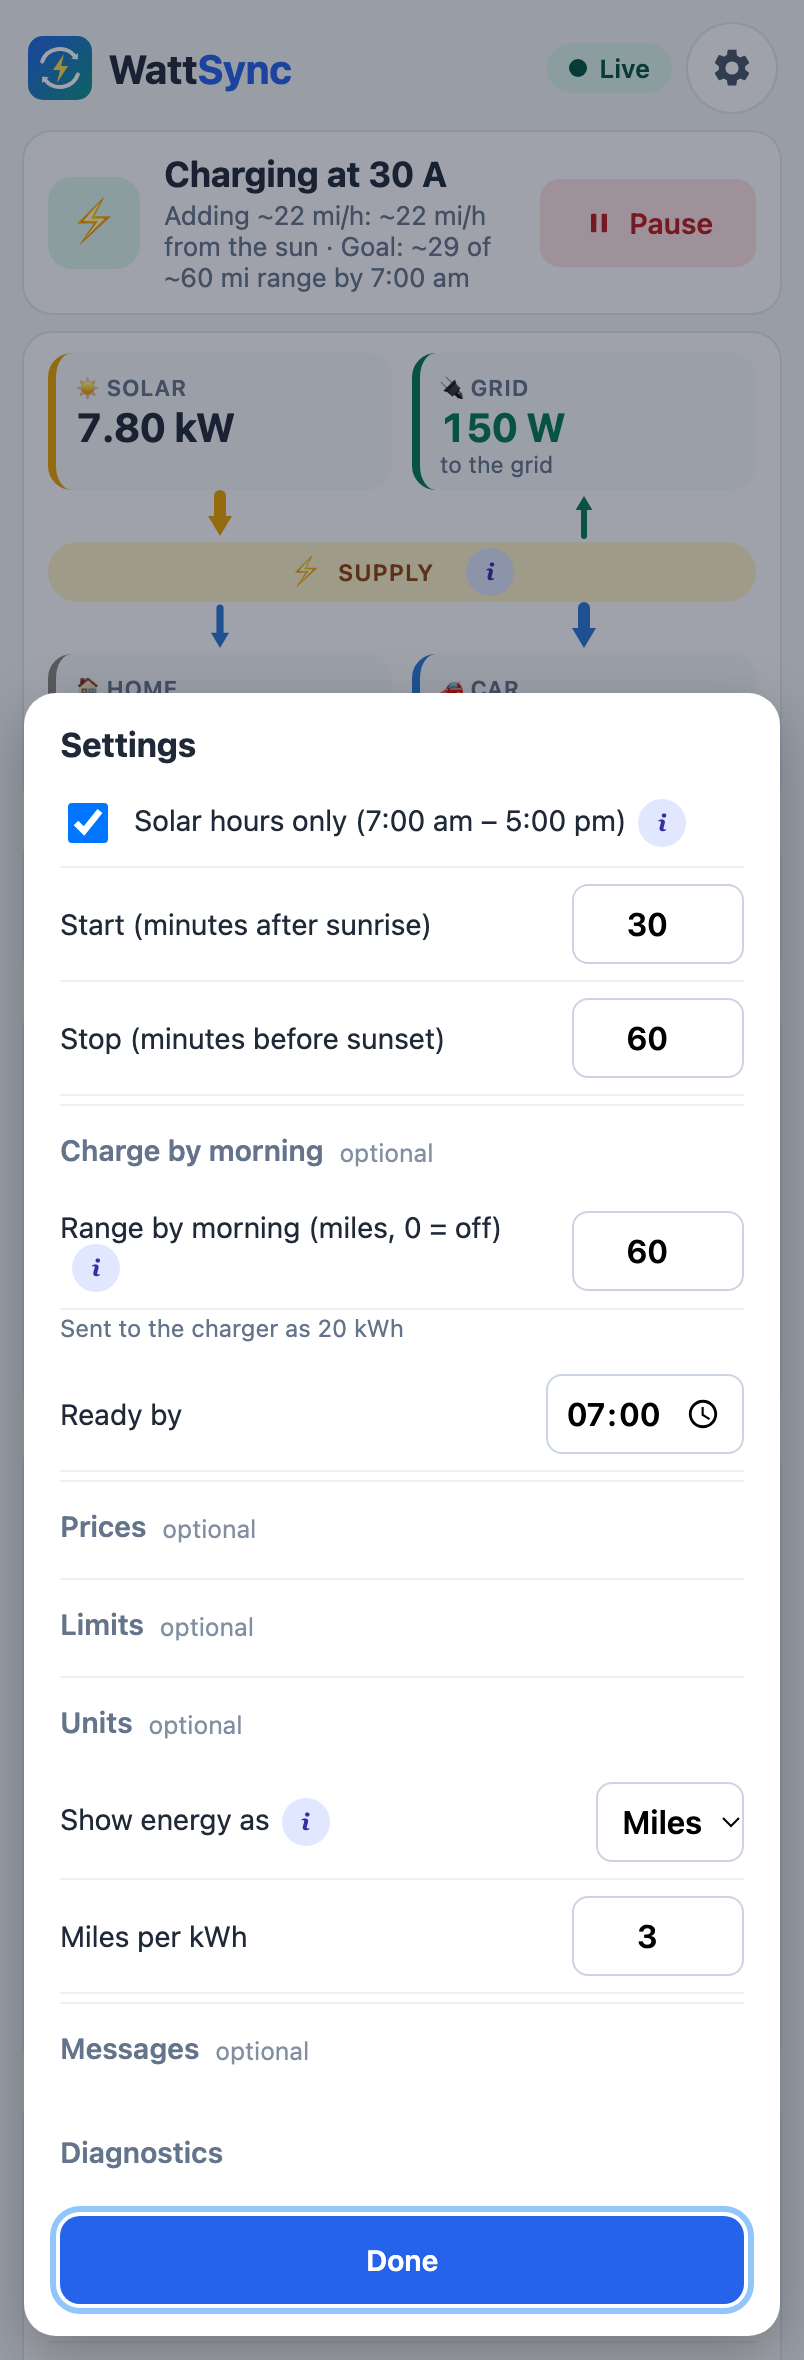 WattSync
Live
Charging at 30 A
Adding ~22 mi/h: ~22 mi/h
from the sun · Goal: ~29 of
~60 mi range by 7:00 am
Pause
SOLAR
7.80 kW
GRID
150 W
to the grid
SUPPLY
i
HOME
CAR
Settings
Solar hours only (7:00 am – 5:00 pm)
i
Start (minutes after sunrise)
30
Stop (minutes before sunset)
60
Charge by morning optional
Range by morning (miles, 0 = off)
i
60
Sent to the charger as 20 kWh
Ready by
07:00
Prices optional
Limits optional
Units optional
Show energy as
i
Miles
Miles per kWh
3
Messages optional
Diagnostics
Done